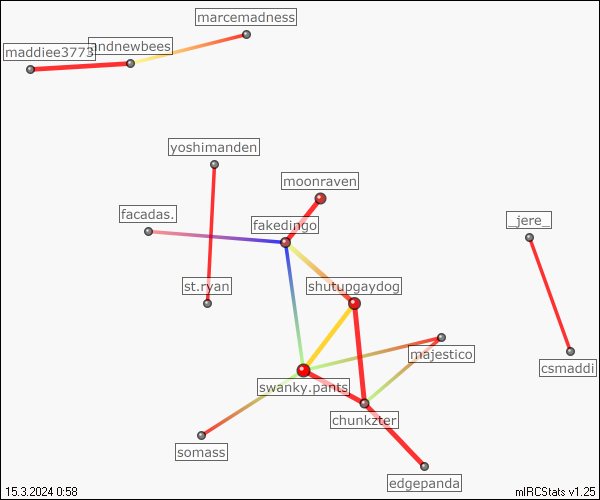 marcemadness
maddiee3773
ndnewbees
yoshimanden
moonraven
facadas.
fakedingo
_jere_
st.ryan
shutupgaydog
majestico
csmaddi
swanky.pants
chunkzter
somass
edgepanda
15.3.2024 0:58
mIRCStats v1.25